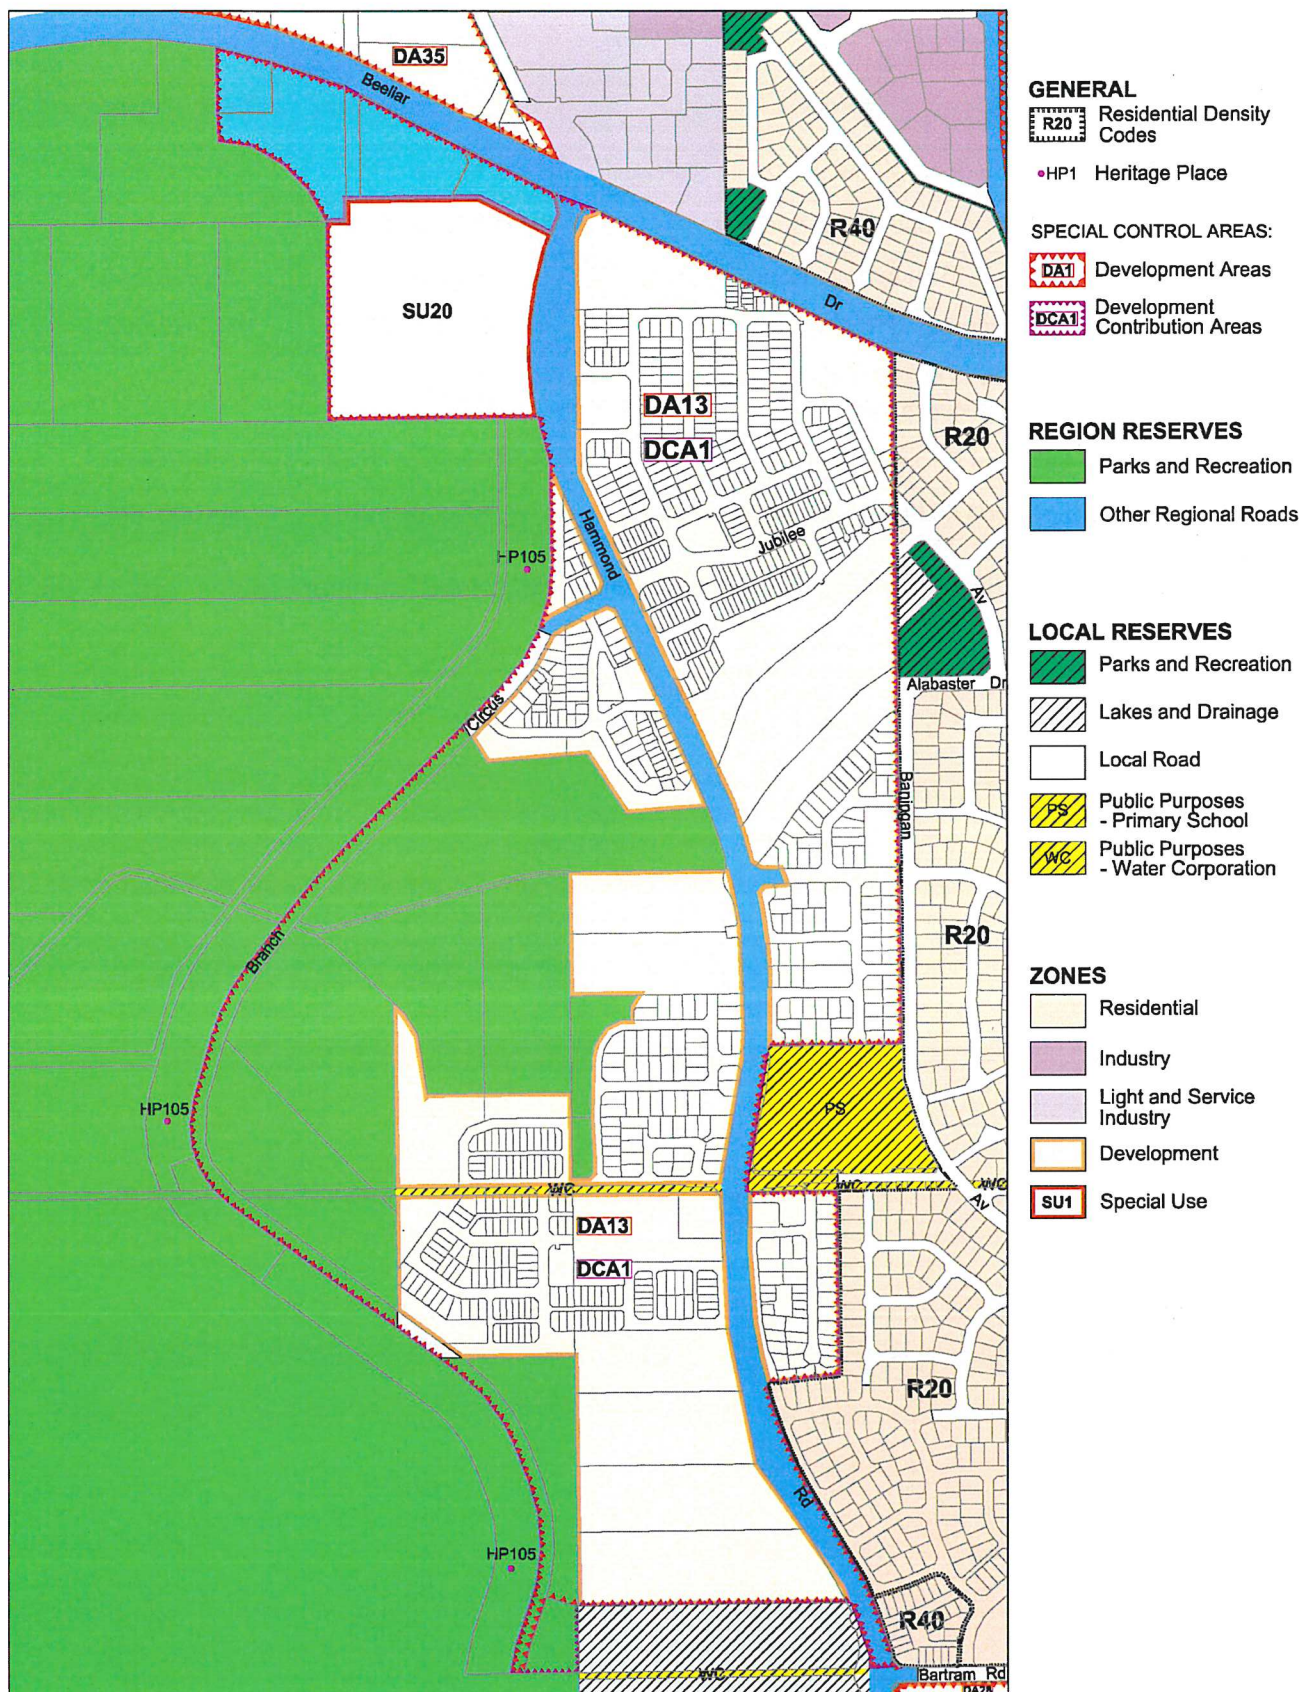 DA35
Beeliar
R40
SU20
Dr
DA13
R20
DCA1
Hammond
Jubilee
HP105
Av
Alabaster Dr
Circus
Baningan
Branch
R20
HP105
PS
WC
WC
WC
Av
DA13
DCA1
R20
Rd
HP105
R40
WC
Bartram Rd
DA26
GENERAL
R20 Residential Density
Codes
HP1 Heritage Place
SPECIAL CONTROL AREAS:
DA1 Development Areas
DCA1 Development
Contribution Areas
REGION RESERVES
Parks and Recreation
Other Regional Roads
LOCAL RESERVES
Parks and Recreation
Lakes and Drainage
Local Road
PS Public Purposes
- Primary School
WC Public Purposes
- Water Corporation
ZONES
Residential
Industry
Light and Service
Industry
Development
SU1 Special Use